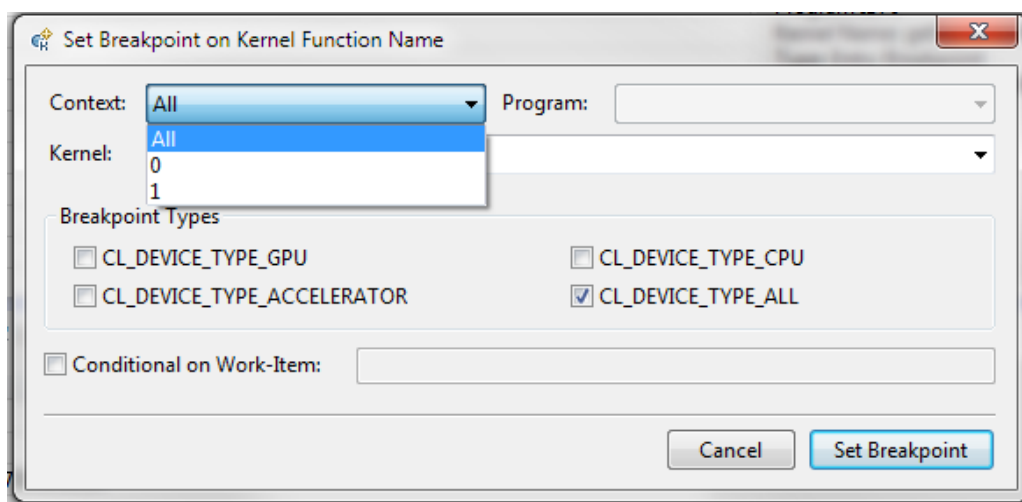 Set Breakpoint on Kernel Function Name
Context: All Program:
All
Kernel:
0
1
Breakpoint Types
CL_DEVICE_TYPE_GPU CL_DEVICE_TYPE_CPU
CL_DEVICE_TYPE_ACCELERATOR CL_DEVICE_TYPE_ALL
Conditional on Work-Item:
Cancel Set Breakpoint